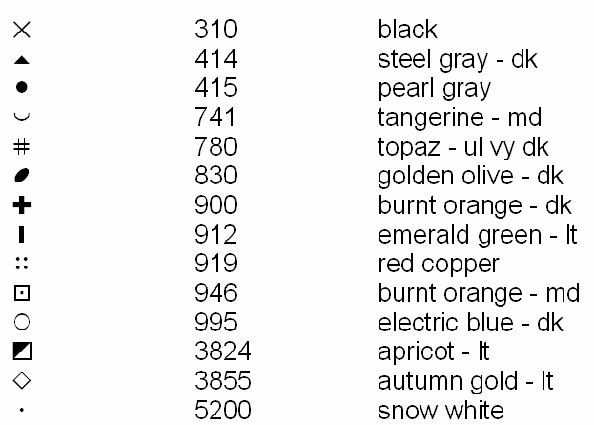 310 black
414 steel gray - dk
415 pearl gray
741 tangerine - md
# 780 topaz - ul vy dk
830 golden olive - dk
900 burnt orange - dk
912 emerald green - lt
919 red copper
946 burnt orange - md
995 electric blue - dk
3824 apricot - lt
3855 autumn gold - lt
5200 snow white